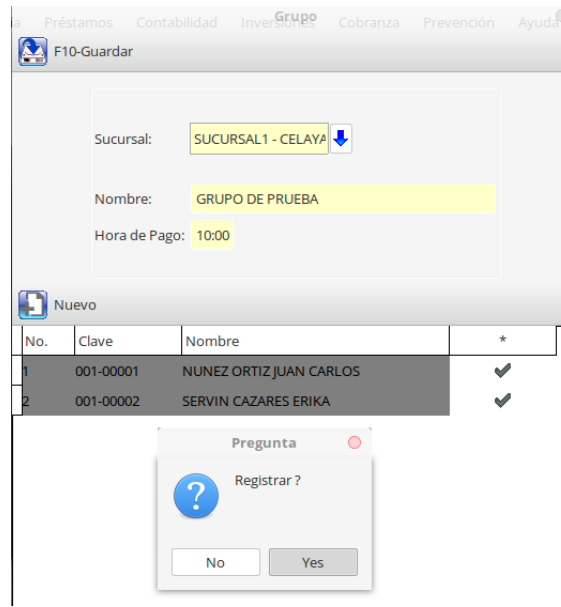 Préstamos Contabilidad Inversiones Cobranza Prevención Ayuda
Grupo
F10-Guardar
Sucursal: SUCURSAL1 - CELAYA
Nombre: GRUPO DE PRUEBA
Hora de Pago: 10:00
Nuevo
No. Clave Nombre *
1 001-00001 NUNEZ ORTIZ JUAN CARLOS
2 001-00002 SERVIN CAZARES ERIKA
Pregunta
Registrar ?
No Yes